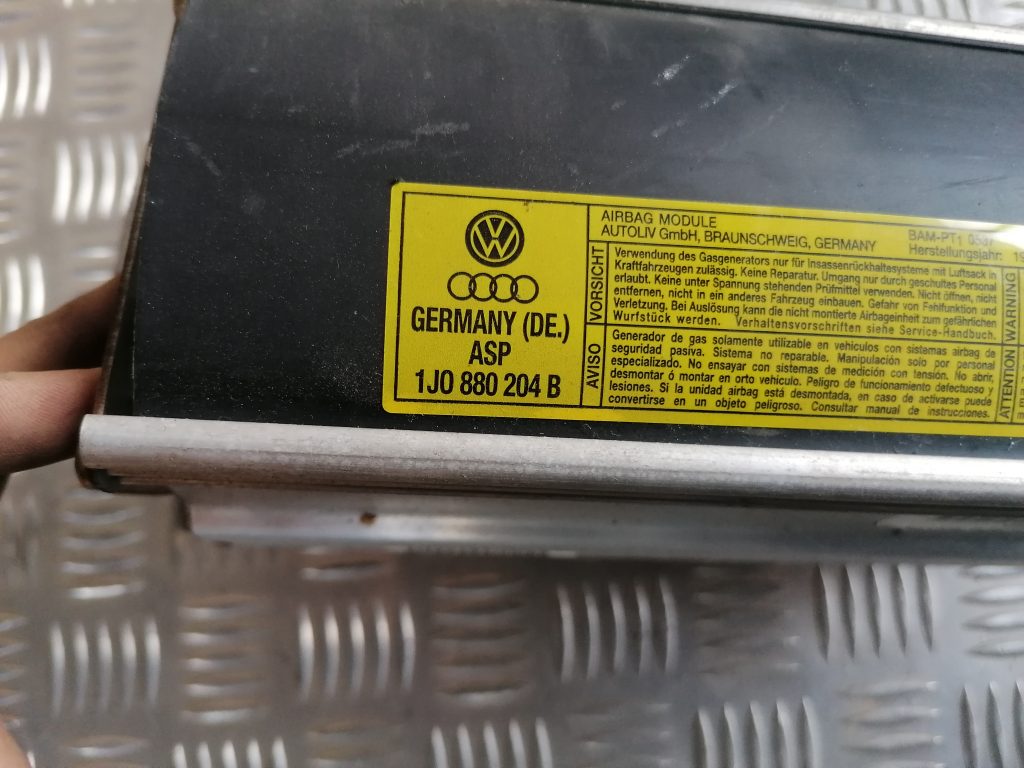 VW
GERMANY (DE.)
ASP
1J0 880 204 B
AIRBAG MODULE
AUTOLIV GmbH, BRAUNSCHWEIG, GERMANY
BAM-PT1 0587
Herstellungsjahr: 19
VORSICHT
Verwendung des Gasgenerators nur für Insassenrückhaltesysteme mit Luftsack in
Kraftfahrzeugen zulässig. Keine Reparatur. Umgang nur durch geschultes Personal
erlaubt. Keine unter Spannung stehenden Prüfmittel verwenden. Nicht öffnen, nicht
entfernen, nicht in ein anderes Fahrzeug einbauen. Gefahr von Fehlfunktion und
Verletzung. Bei Auslösung kann die nicht montierte Airbageinheit zum gefährlichen
Wurfstück werden. Verhaltensvorschriften siehe Service-Handbuch.
AVISO
Generador de gas solamente utilizable en vehiculos con sistemas airbag de
seguridad pasiva. Sistema no reparable. Manipulación solo por personal
especializado. No ensayar con sistemas de medición con tensión. No abrir,
desmontar ó montar en orto vehiculo. Peligro de funcionamiento defectuoso y
lesiones. Si la unidad airbag está desmontada, en caso de activarse puede
convertirse en un objeto peligroso. Consultar manual de instrucciones.
WARNING
ATTENTION